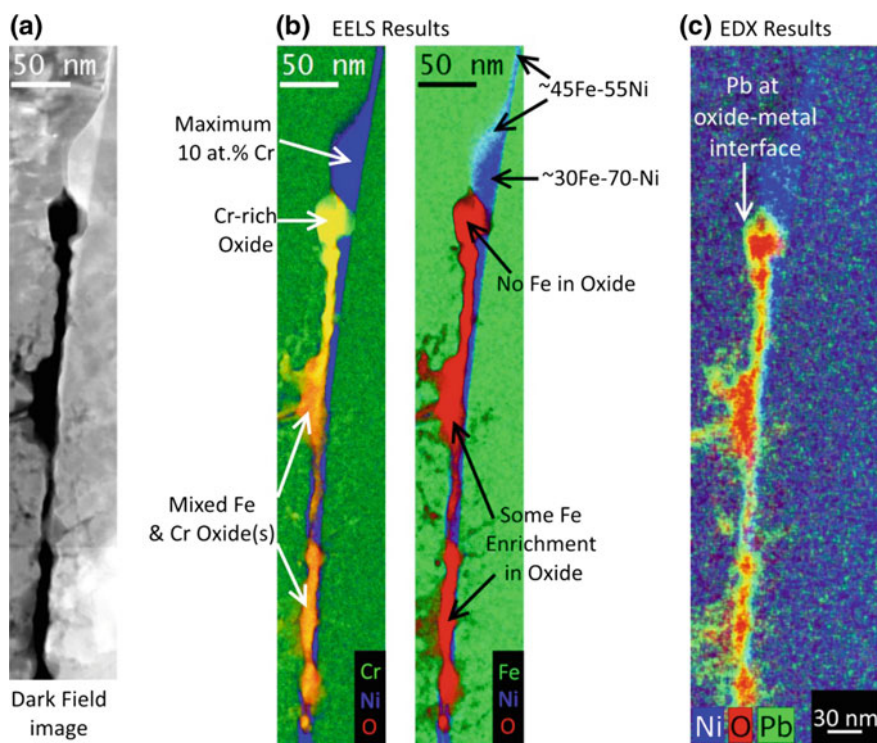 (a)
50 nm
Dark Field
image
(b)
EELS Results
50 nm
Maximum
10 at.% Cr
Cr-rich
Oxide
Mixed Fe
& Cr Oxide(s)
Cr
Ni
O
50 nm
~45Fe-55Ni
~30Fe-70-Ni
No Fe in Oxide
Some Fe
Enrichment
in Oxide
Fe
Ni
O
(c)
EDX Results
Pb at
oxide-metal
interface
Ni O Pb
30 nm